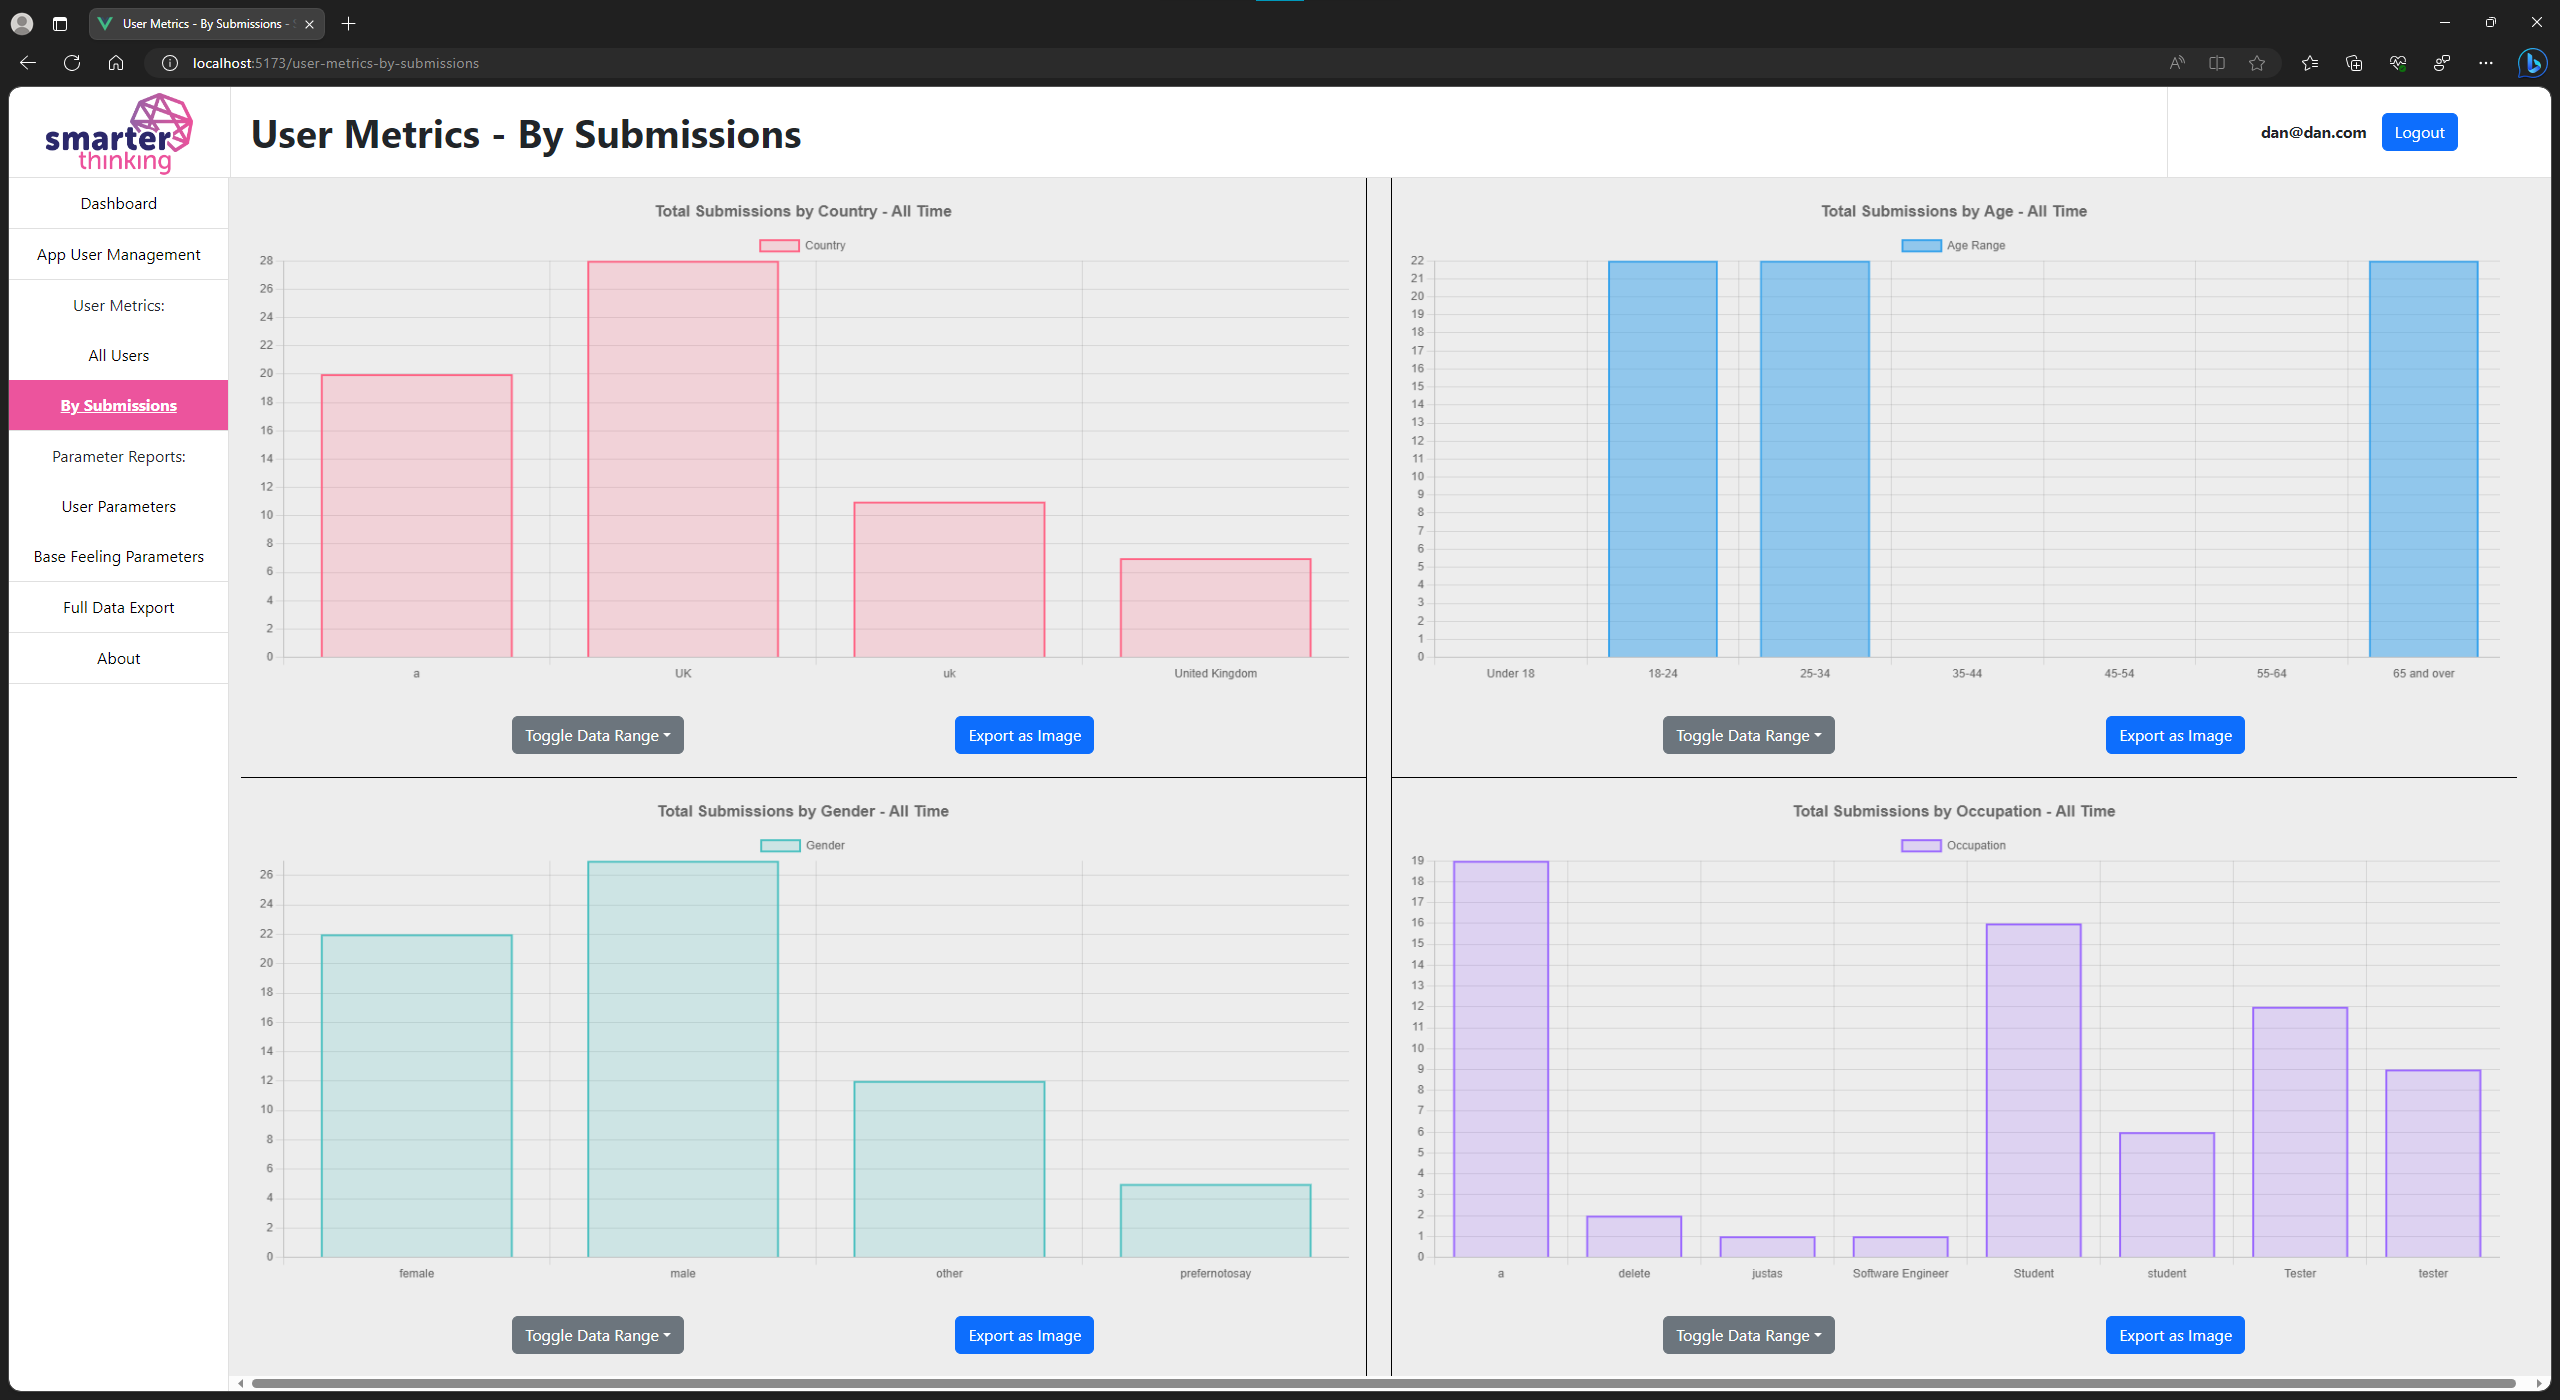 User Metrics - By Submissions -
localhost:5173/user-metrics-by-submissions
smarter
thinking
User Metrics - By Submissions
dan@dan.com
Logout
Dashboard
App User Management
User Metrics:
All Users
By Submissions
Parameter Reports:
User Parameters
Base Feeling Parameters
Full Data Export
About
Total Submissions by Country - All Time
Country
28
26
24
22
20
18
16
14
12
10
8
6
4
2
0
a UK uk United Kingdom
Toggle Data Range
Export as Image
Total Submissions by Age - All Time
Age Range
22
21
20
19
18
17
16
15
14
13
12
11
10
9
8
7
6
5
4
3
2
1
0
Under 18 18-24 25-34 35-44 45-54 55-64 65 and over
Toggle Data Range
Export as Image
Total Submissions by Gender - All Time
Gender
26
24
22
20
18
16
14
12
10
8
6
4
2
0
female male other prefernotosay
Toggle Data Range
Export as Image
Total Submissions by Occupation - All Time
Occupation
19
18
17
16
15
14
13
12
11
10
9
8
7
6
5
4
3
2
1
0
a delete justas Software Engineer Student student Tester tester
Toggle Data Range
Export as Image